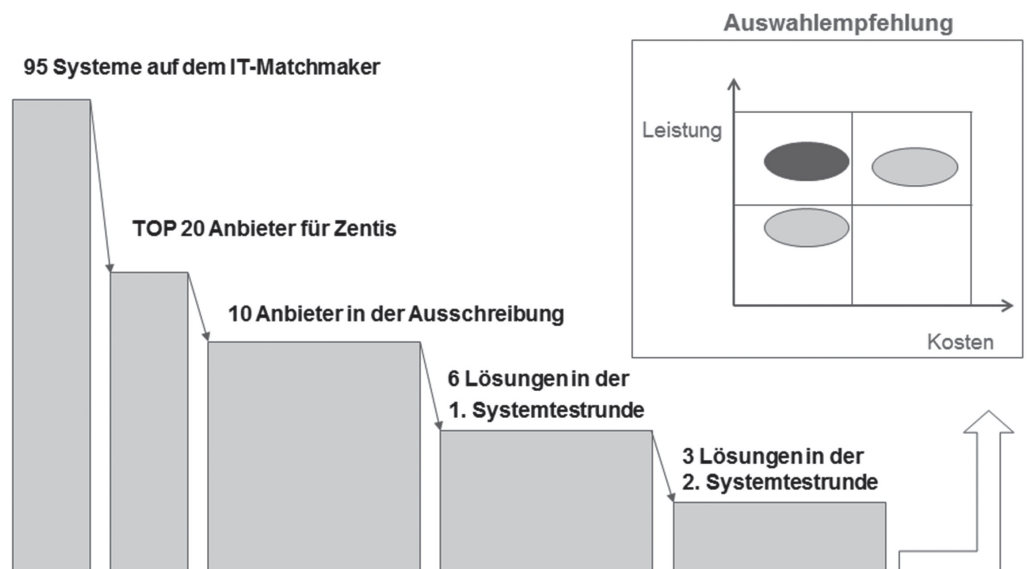 Auswahlempfehlung
95 Systeme auf dem IT-Matchmaker
Leistung
TOP 20 Anbieter für Zentis
10 Anbieter in der Ausschreibung
Kosten
6 Lösungen in der
1. Systemtestrunde
3 Lösungen in der
2. Systemtestrunde